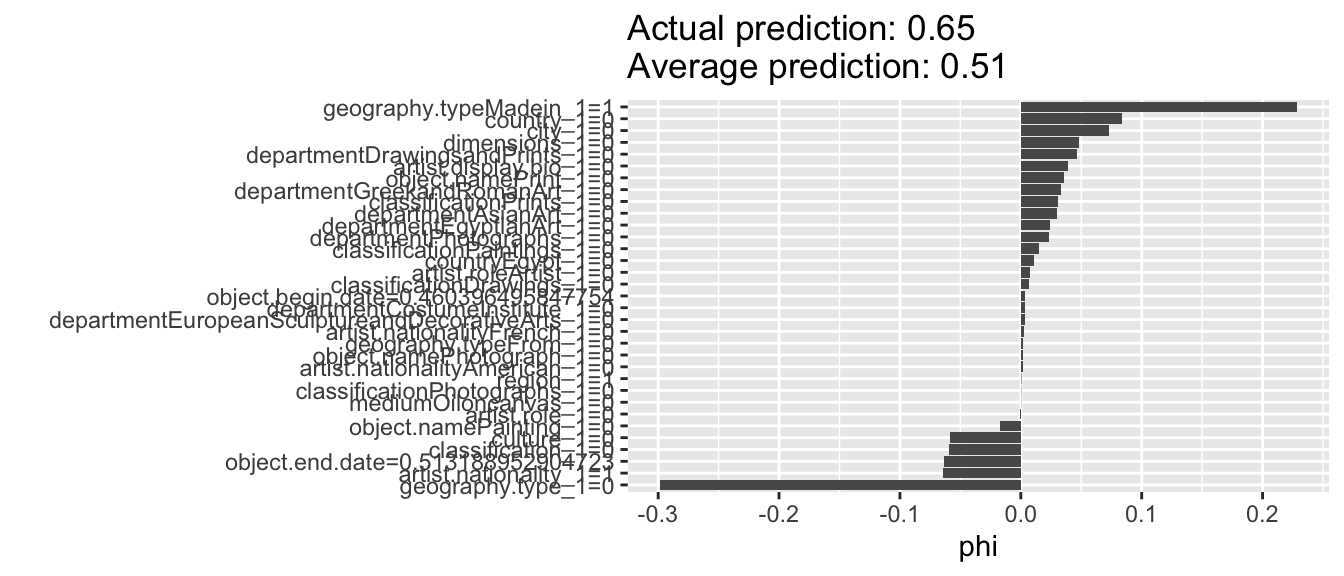 Actual prediction: 0.65
Average prediction: 0.51
geography.typeMadein_1=1
country_1=0
city_1=0
dimensions_1=0
departmentDrawingsandPrints_1=0
artist.display.bio_1=0
object.namePrint_1=0
departmentGreekandRomanArt_1=0
classificationPrints_1=0
departmentAsianArt_1=0
departmentEgyptianArt_1=0
departmentPhotographs_1=0
classificationPaintings_1=0
countryEgypt_1=0
artist.roleArtist_1=0
classificationDrawings_1=0
object.begin.date=0.460396495847754
departmentCostumeInstitute_1=0
departmentEuropeanSculptureandDecorativeArts_1=0
artist.nationalityFrench_1=0
geography.typeFrom_1=0
object.namePhotograph_1=0
artist.nationalityAmerican_1=0
region_1=1
classificationPhotographs_1=0
mediumOiloncanvas_1=0
artist.role_1=0
object.namePainting_1=0
culture_1=0
classification_1=0
object.end.date=0.513188952904723
artist.nationality_1=1
geography.type_1=0
-0.3 -0.2 -0.1 0.0 0.1 0.2
phi